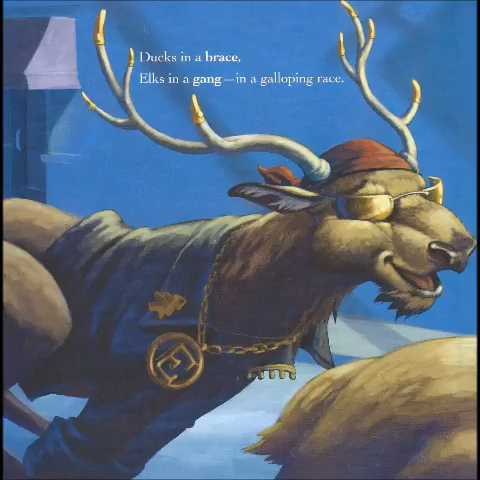 Ducks in a brace,
Elks in a gang—in a galloping race.
E